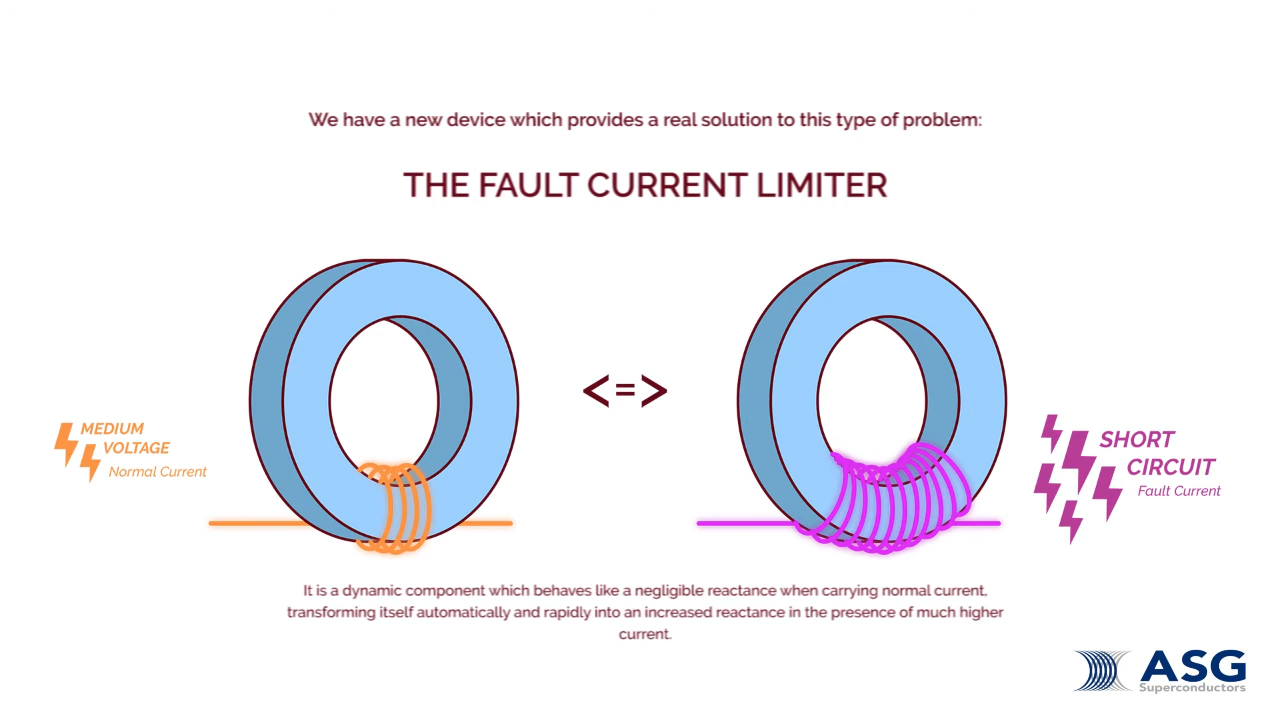 We have a new device which provides a real solution to this type of problem:
THE FAULT CURRENT LIMITER
<=>
MEDIUM
VOLTAGE
Normal Current
SHORT
CIRCUIT
Fault Current
It is a dynamic component which behaves like a negligible reactance when carrying normal current,
transforming itself automatically and rapidly into an increased reactance in the presence of much higher
current.
ASG
Superconductors